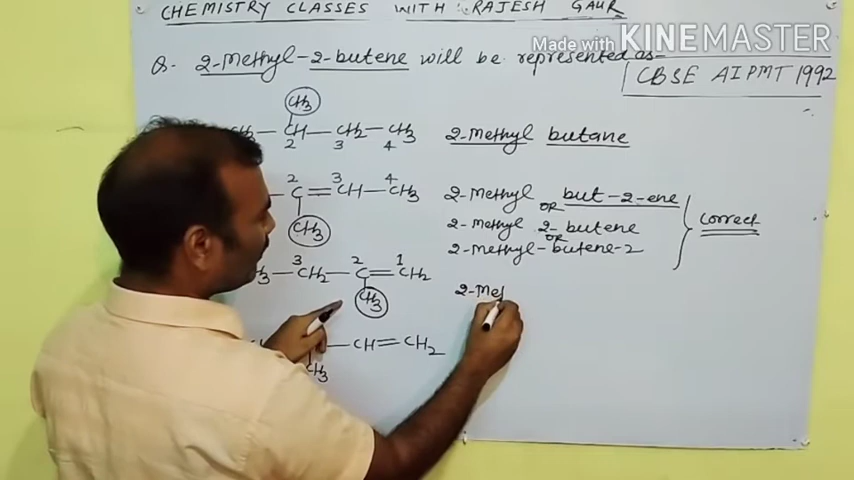 CHEMISTRY CLASSES WITH RAJESH GAUR
Made with KINEMASTER
Q. 2-Methyl-2-butene will be represented as-
CBSE AIPMT 1992
CH3
CH3 — CH — CH2 — CH3 2-Methyl butane
2 3 4
2 3 4
C = CH — CH3 2-Methyl but-2-ene
OR
CH3 2-Methyl 2-butene
OR
2-Methyl-butene-2
correct
3 2 1
— CH2 — C = CH2
CH3 2-Met
— CH = CH2
CH3